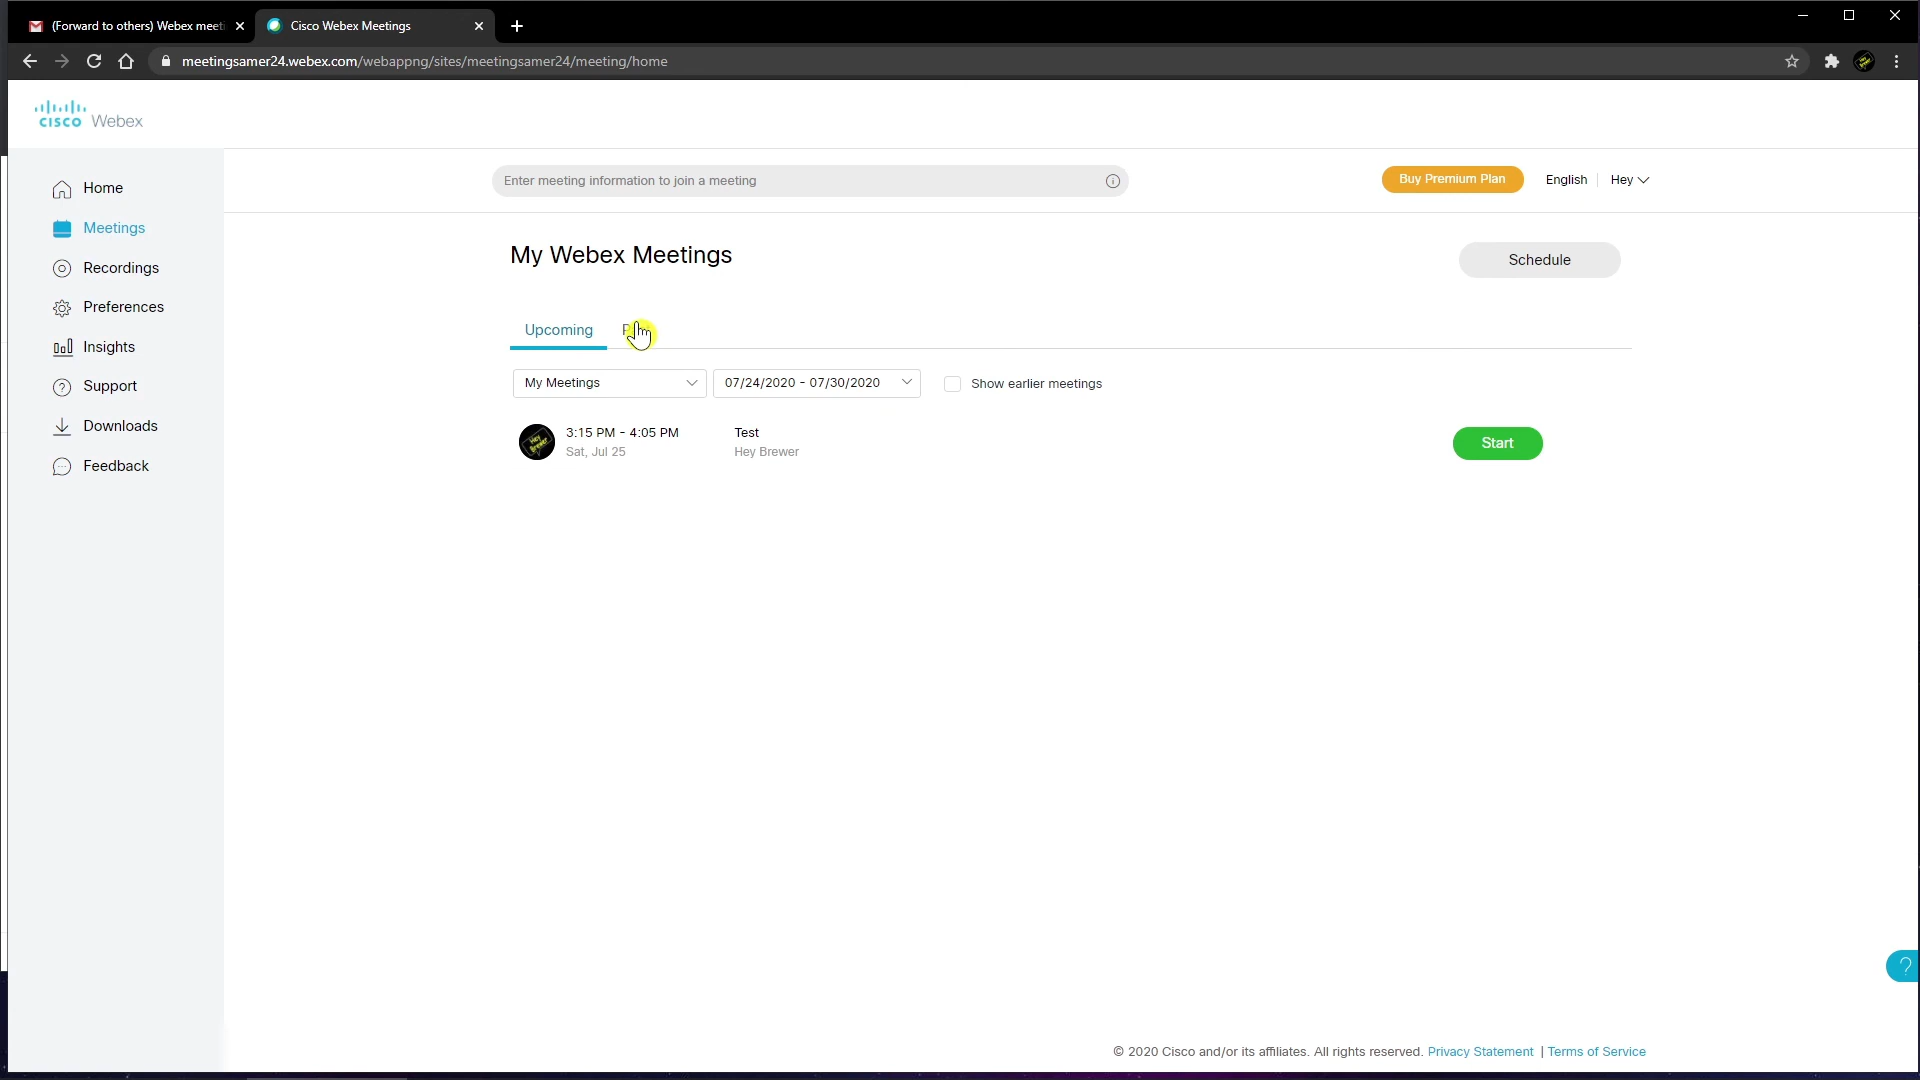 (Forward to others) Webex meeti
Cisco Webex Meetings
meetingsamer24.webex.com/webappng/sites/meetingsamer24/meeting/home
CISCO Webex
Home
Meetings
Recordings
Preferences
Insights
Support
Downloads
Feedback
Enter meeting information to join a meeting
Buy Premium Plan
English
Hey
My Webex Meetings
Schedule
Upcoming
My Meetings
07/24/2020 - 07/30/2020
Show earlier meetings
3:15 PM - 4:05 PM
Sat, Jul 25
Test
Hey Brewer
Start
© 2020 Cisco and/or its affiliates. All rights reserved. Privacy Statement | Terms of Service